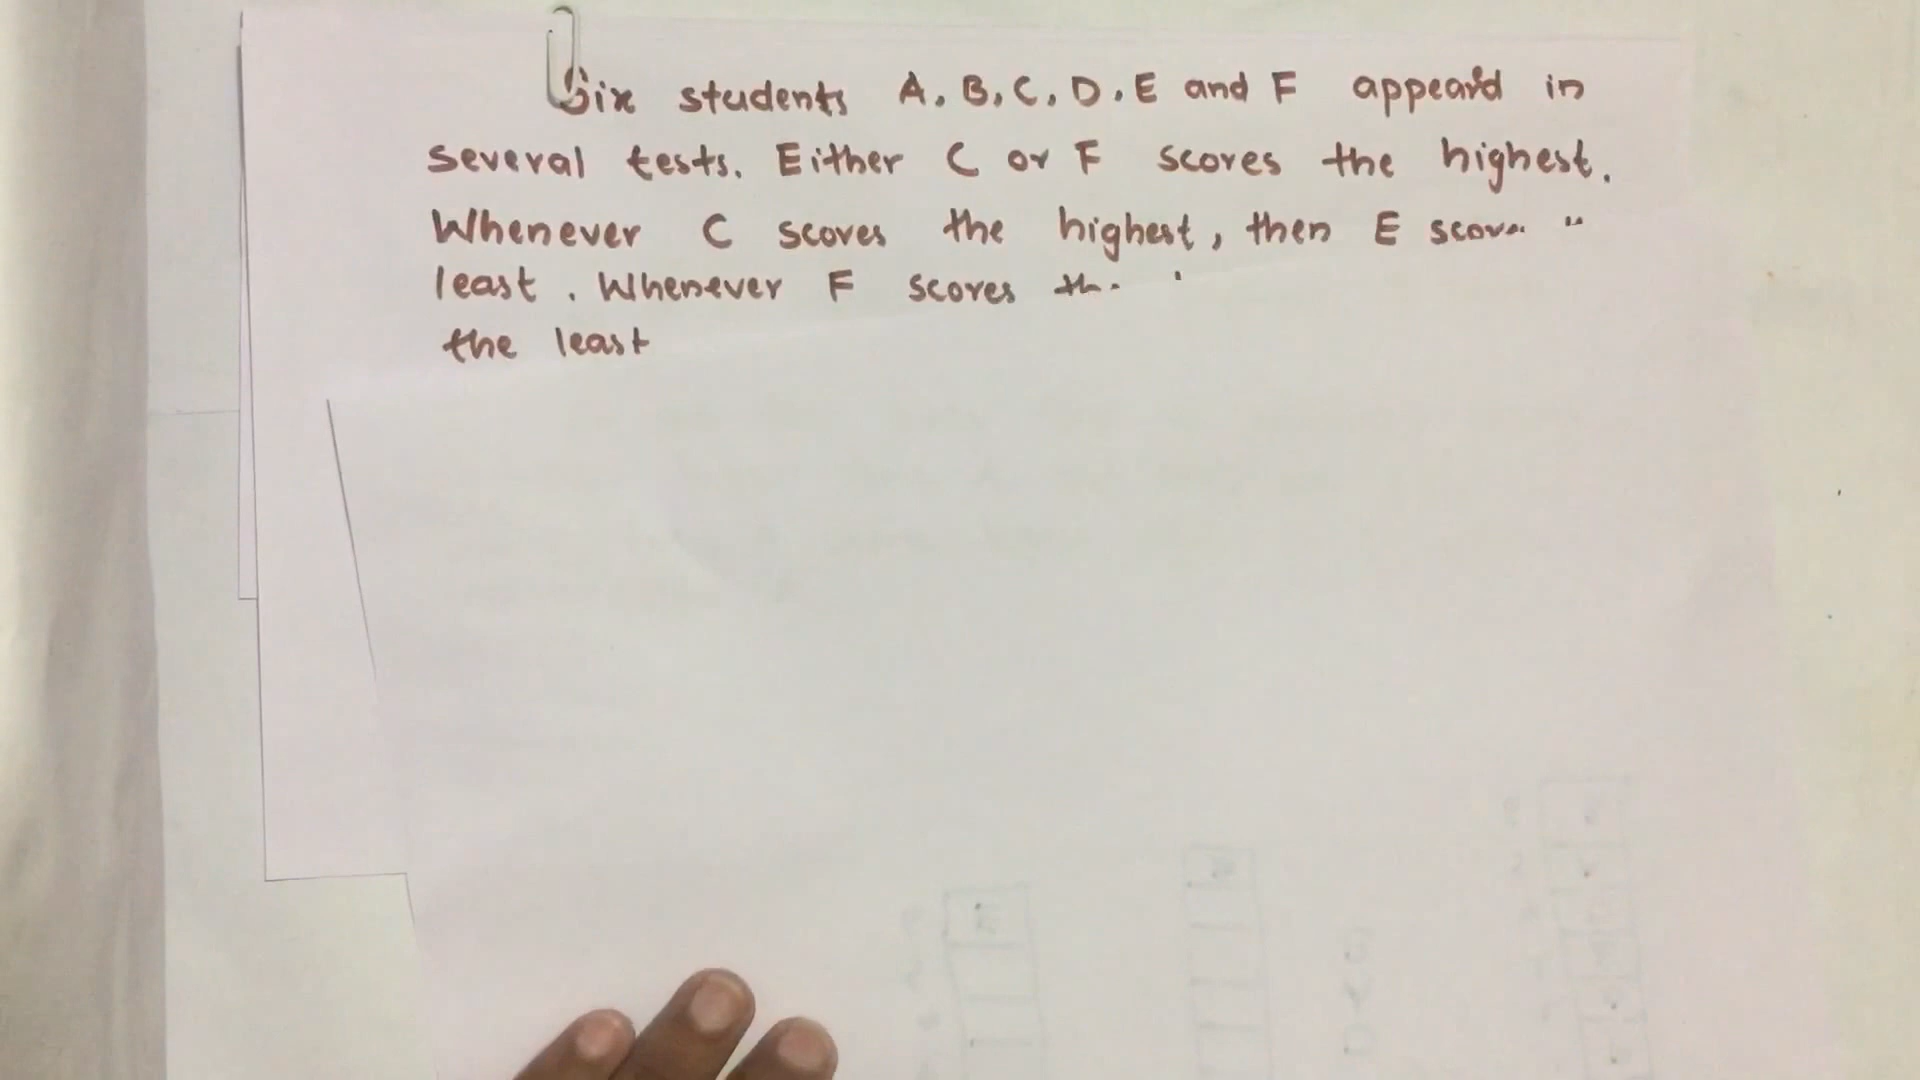 Six students A, B, C, D, E and F appear'd in
several tests. Either C or F scores the highest.
Whenever C scores the highest, then E
least. Whenever F scores
the least